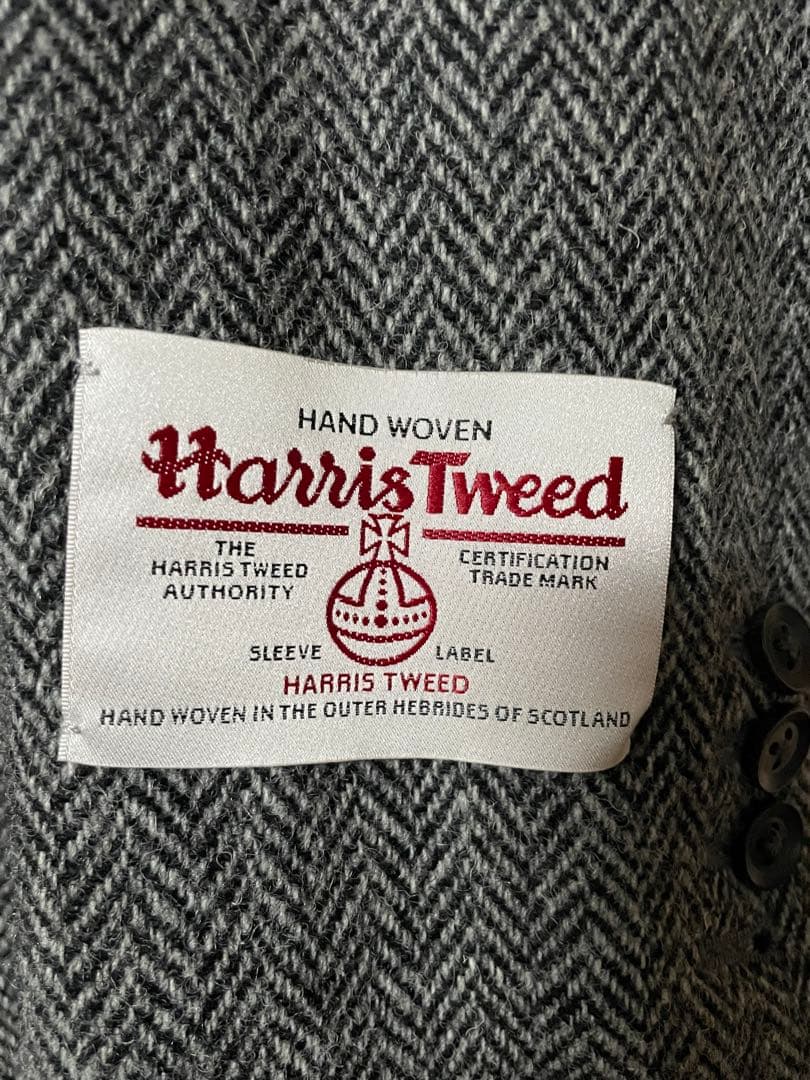 HAND WOVEN
Harris Tweed
THE
HARRIS TWEED
AUTHORITY
CERTIFICATION
TRADE MARK
SLEEVE LABEL
HARRIS TWEED
HAND WOVEN IN THE OUTER HEBRIDES OF SCOTLAND